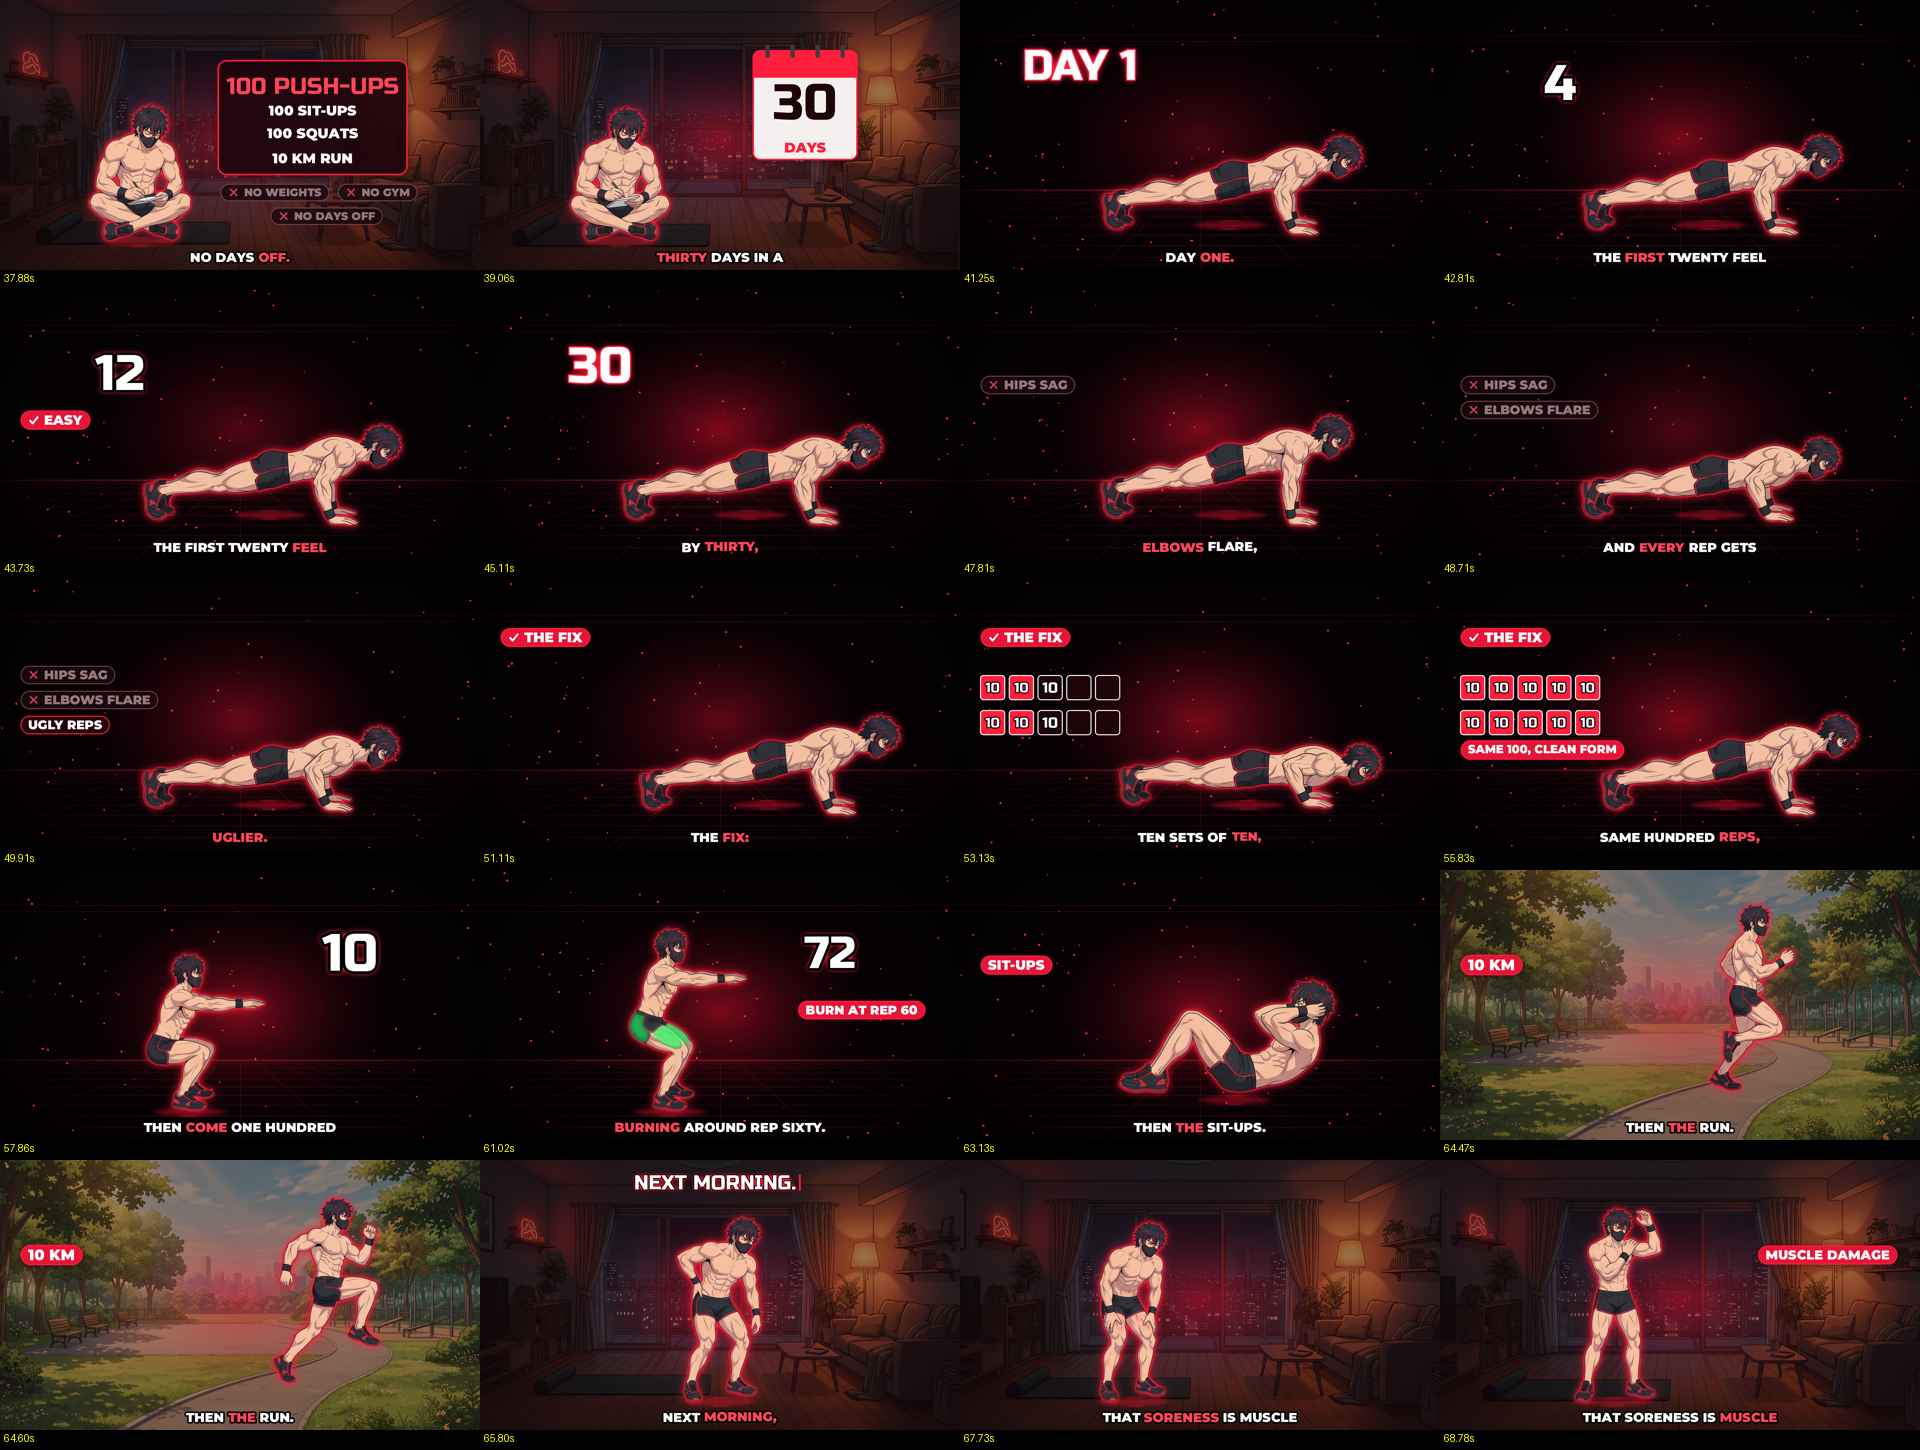 100 PUSH-UPS
100 SIT-UPS
100 SQUATS
10 KM RUN
✕ NO WEIGHTS
✕ NO GYM
✕ NO DAYS OFF
NO DAYS OFF.
37.88s
30
DAYS
THIRTY DAYS IN A
39.06s
DAY 1
DAY ONE.
41.25s
4
THE FIRST TWENTY FEEL
42.81s
12
✓ EASY
THE FIRST TWENTY FEEL
43.73s
30
BY THIRTY,
45.11s
✕ HIPS SAG
ELBOWS FLARE,
47.81s
✕ HIPS SAG
✕ ELBOWS FLARE
AND EVERY REP GETS
48.71s
✕ HIPS SAG
✕ ELBOWS FLARE
UGLY REPS
UGLIER.
49.91s
✓ THE FIX
THE FIX:
51.11s
✓ THE FIX
10 10 10
10 10 10
TEN SETS OF TEN,
53.13s
✓ THE FIX
10 10 10 10 10
10 10 10 10 10
SAME 100, CLEAN FORM
SAME HUNDRED REPS,
55.83s
10
THEN COME ONE HUNDRED
57.86s
72
BURN AT REP 60
BURNING AROUND REP SIXTY.
61.02s
SIT-UPS
THEN THE SIT-UPS.
63.13s
10 KM
THEN THE RUN.
64.47s
10 KM
THEN THE RUN.
64.60s
NEXT MORNING.
NEXT MORNING,
65.80s
THAT SORENESS IS MUSCLE
67.73s
MUSCLE DAMAGE
THAT SORENESS IS MUSCLE
68.78s